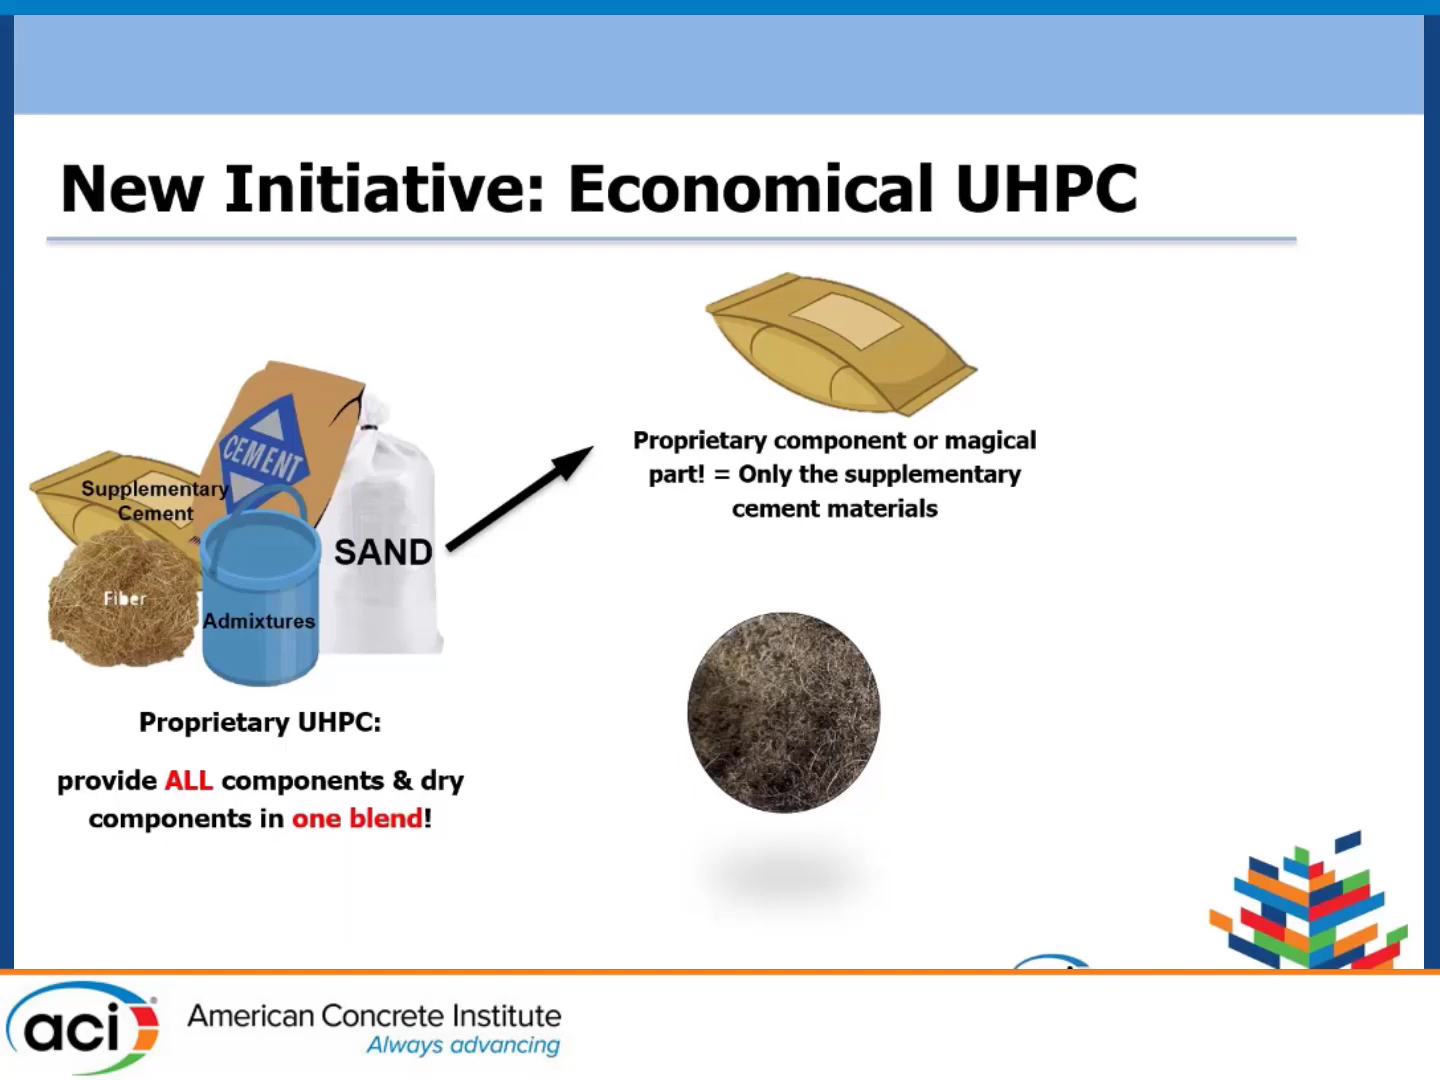 New Initiative: Economical UHPC
CEMENT
Supplementary
Cement
SAND
Fiber
Admixtures
Proprietary UHPC:
provide ALL components & dry
components in one blend!
Proprietary component or magical
part! = Only the supplementary
cement materials
aci
American Concrete Institute
Always advancing